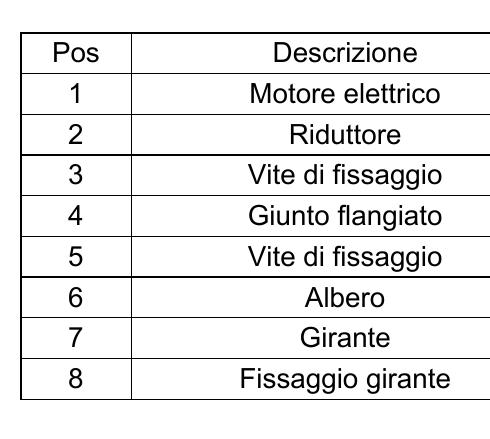 Pos Descrizione
1 Motore elettrico
2 Riduttore
3 Vite di fissaggio
4 Giunto flangiato
5 Vite di fissaggio
6 Albero
7 Girante
8 Fissaggio girante